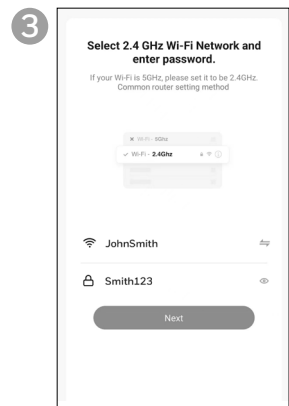 3
Select 2.4 GHz Wi-Fi Network and
enter password.
If your Wi-Fi is 5GHz, please set it to be 2.4GHz.
Common router setting method
Wi-Fi - 5Ghz
Wi-Fi - 2.4Ghz
JohnSmith
Smith123
Next